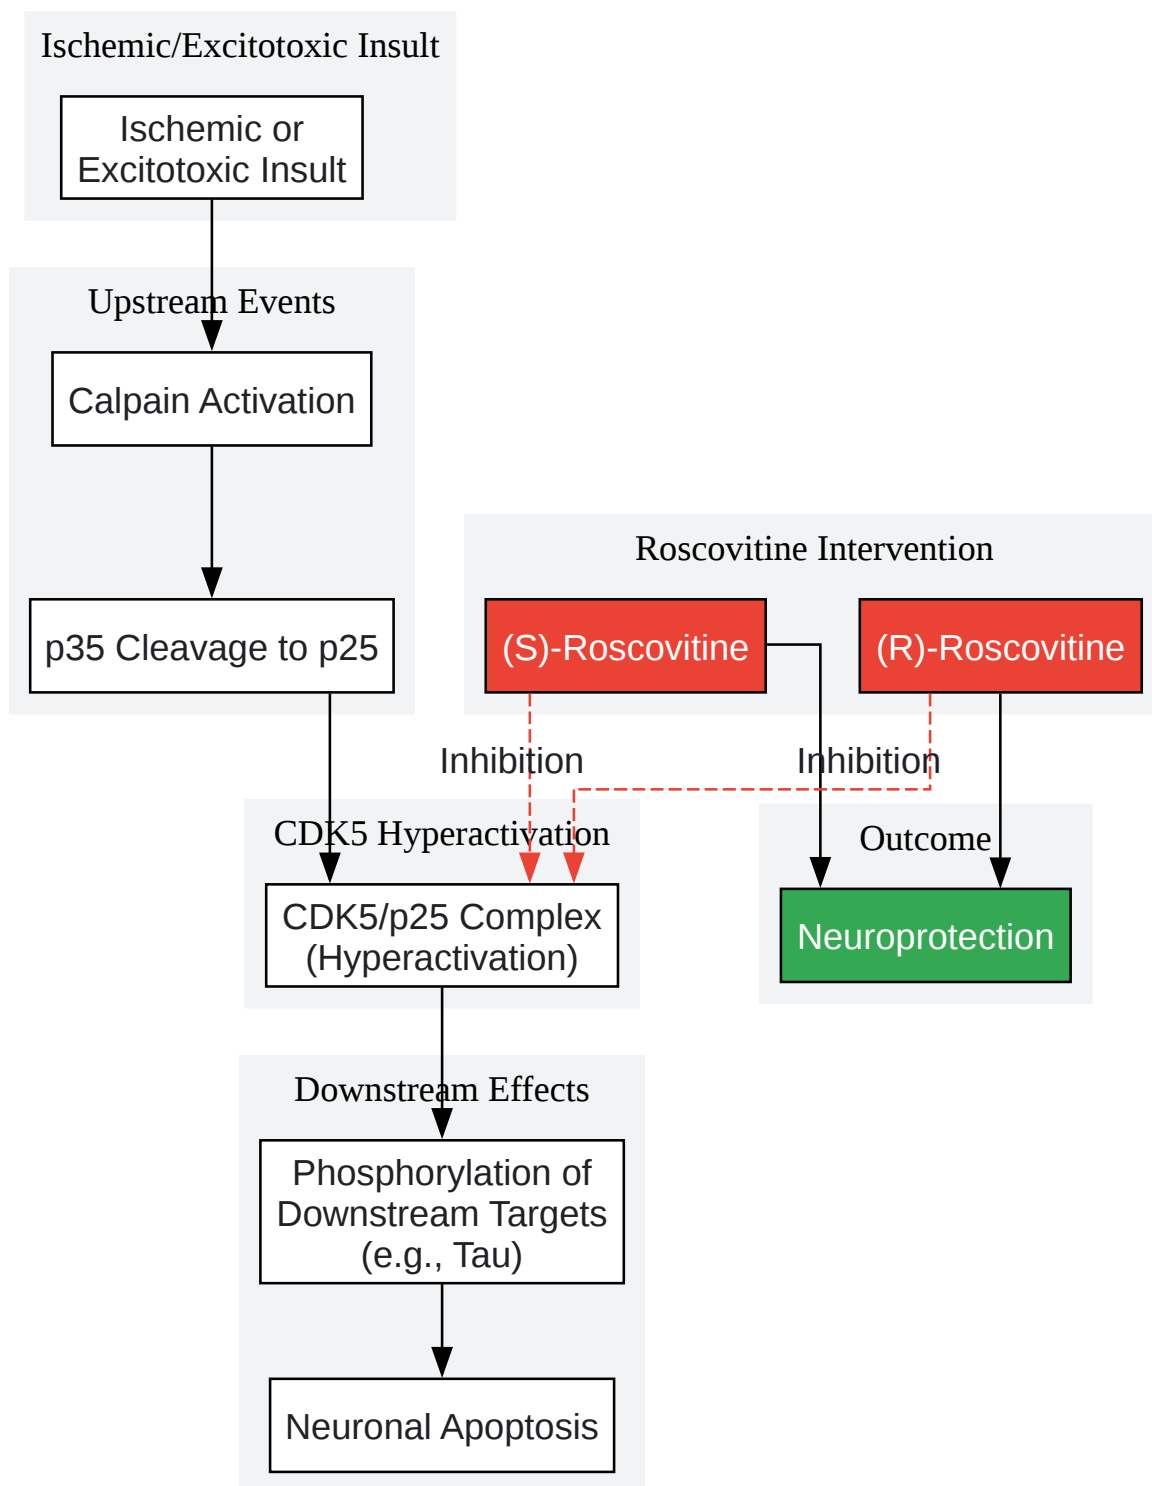 Ischemic/Excitotoxic Insult
Ischemic or
Excitotoxic Insult
Upstream Events
Calpain Activation
p35 Cleavage to p25
Roscovitine Intervention
(S)-Roscovitine
(R)-Roscovitine
Inhibition
Inhibition
CDK5 Hyperactivation
CDK5/p25 Complex
(Hyperactivation)
Outcome
Neuroprotection
Downstream Effects
Phosphorylation of
Downstream Targets
(e.g., Tau)
Neuronal Apoptosis